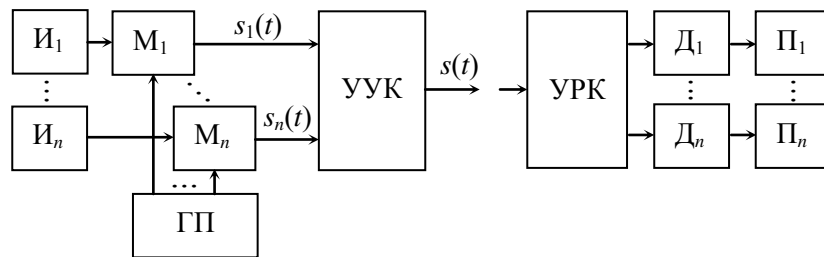 И1 М1 s1(t) УУК s(t) УРК Д1 П1
Иn Мn sn(t) Дn Пn
ГП